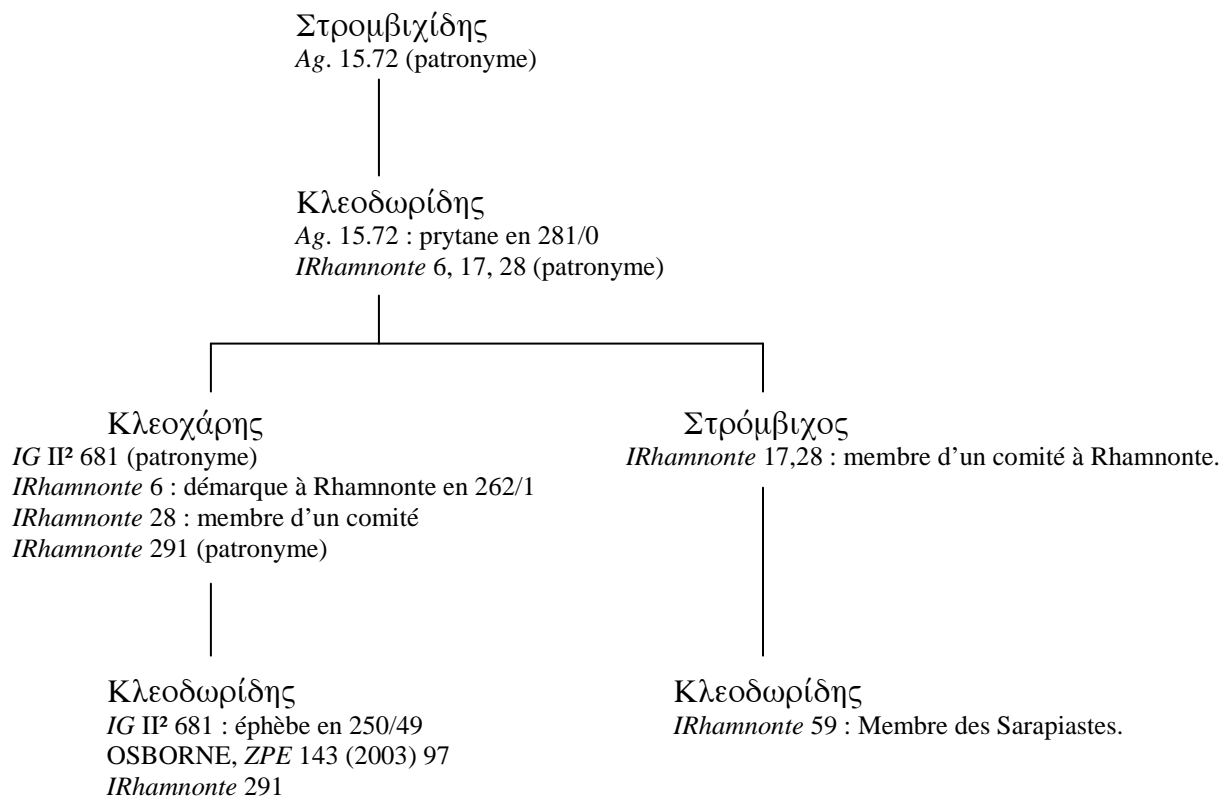 Στρομβιχίδης
Ag. 15.72 (patronyme)
Κλεοδωρίδης
Ag. 15.72 : prytane en 281/0
IRhamnonte 6, 17, 28 (patronyme)
Κλεοχάρης
IG II² 681 (patronyme)
IRhamnonte 6 : démarque à Rhamnonte en 262/1
IRhamnonte 28 : membre d’un comité
IRhamnonte 291 (patronyme)
Στρόμβιχος
IRhamnonte 17,28 : membre d’un comité à Rhamnonte.
Κλεοδωρίδης
IG II² 681 : éphèbe en 250/49
OSBORNE, ZPE 143 (2003) 97
IRhamnonte 291
Κλεοδωρίδης
IRhamnonte 59 : Membre des Sarapiastes.